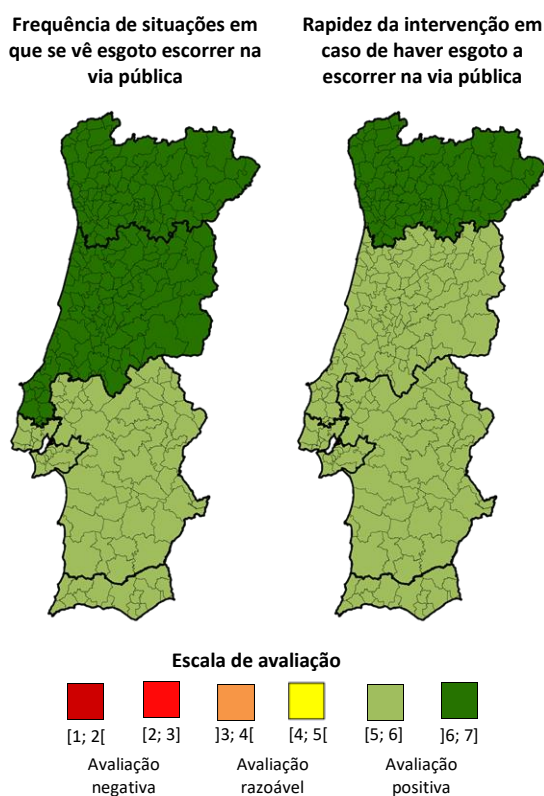 Frequência de situações em
que se vê esgoto escorrer na
via pública
Rapidez da intervenção em
caso de haver esgoto a
escorrer na via pública
Escala de avaliação
[1; 2[
[2; 3]
]3; 4[
[4; 5[
[5; 6]
]6; 7]
Avaliação
negativa
Avaliação
razoável
Avaliação
positiva